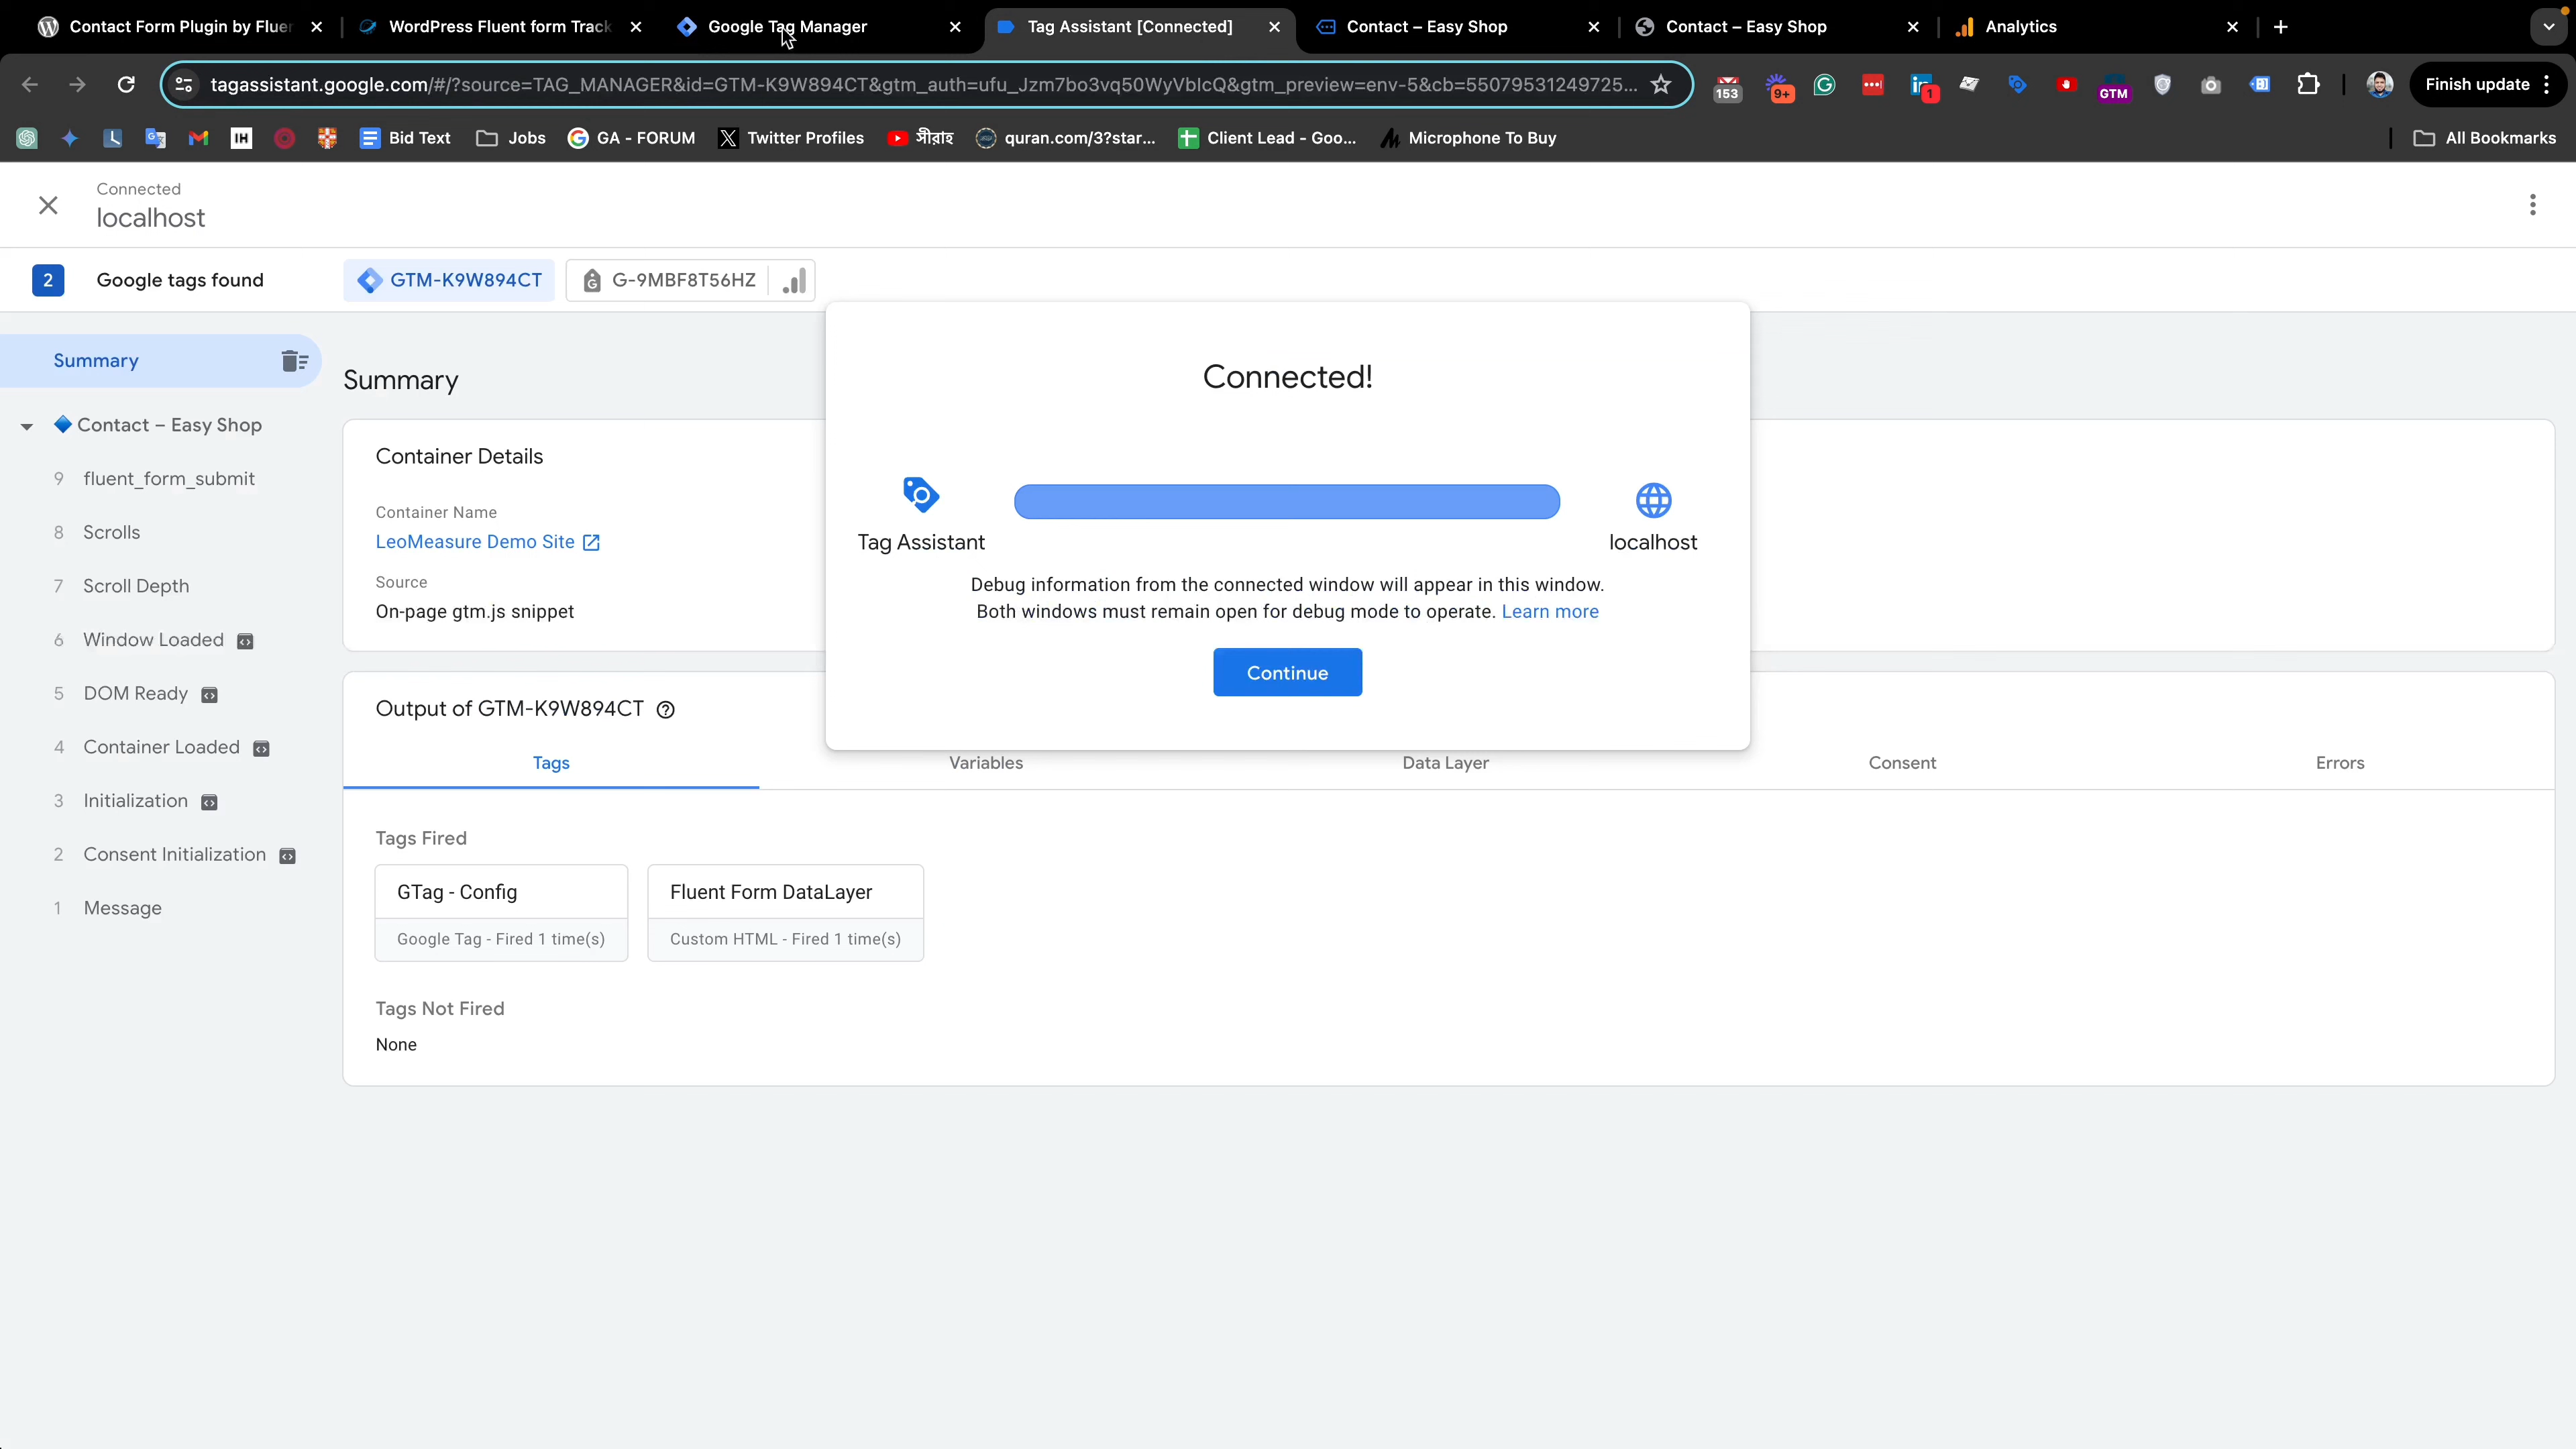 Contact Form Plugin by Fluen
WordPress Fluent form Track
Google Tag Manager
Tag Assistant [Connected]
Contact – Easy Shop
Contact – Easy Shop
Analytics
tagassistant.google.com/#/?source=TAG_MANAGER&id=GTM-K9W894CT&gtm_auth=ufu_Jzm7bo3vq50WyVbIcQ&gtm_preview=env-5&cb=55079531249725...
153
9+
1
GTM
Finish update
IH
Bid Text
Jobs
GA - FORUM
Twitter Profiles
সীরাহ
quran.com/3?star...
Client Lead - Goo...
Microphone To Buy
All Bookmarks
Connected
localhost
2
Google tags found
GTM-K9W894CT
G-9MBF8T56HZ
Summary
Contact – Easy Shop
9 fluent_form_submit
8 Scrolls
7 Scroll Depth
6 Window Loaded
5 DOM Ready
4 Container Loaded
3 Initialization
2 Consent Initialization
1 Message
Summary
Container Details
Container Name
LeoMeasure Demo Site
Source
On-page gtm.js snippet
Connected!
Tag Assistant
localhost
Debug information from the connected window will appear in this window.
Both windows must remain open for debug mode to operate. Learn more
Continue
Output of GTM-K9W894CT
Tags
Variables
Data Layer
Consent
Errors
Tags Fired
GTag - Config
Google Tag - Fired 1 time(s)
Fluent Form DataLayer
Custom HTML - Fired 1 time(s)
Tags Not Fired
None